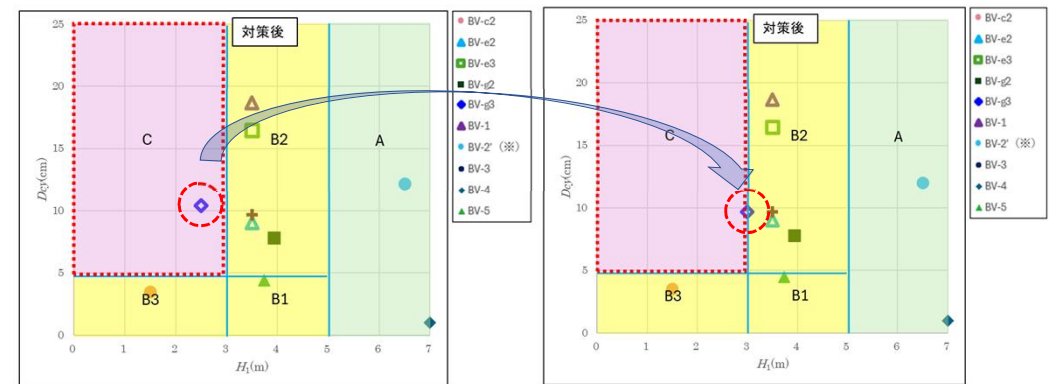 対策後
25
20
15
10
5
0
Dcy(cm)
C
B2
A
B3
B1
0 1 2 3 4 5 6 7
H1(m)
BV-c2
BV-e2
BV-e3
BV-g2
BV-g3
BV-1
BV-2'（※）
BV-3
BV-4
BV-5
対策後
25
20
15
10
5
0
Dcy(cm)
C
B2
A
B3
B1
0 1 2 3 4 5 6 7
H1(m)
BV-c2
BV-e2
BV-e3
BV-g2
BV-g3
BV-1
BV-2'（※）
BV-3
BV-4
BV-5